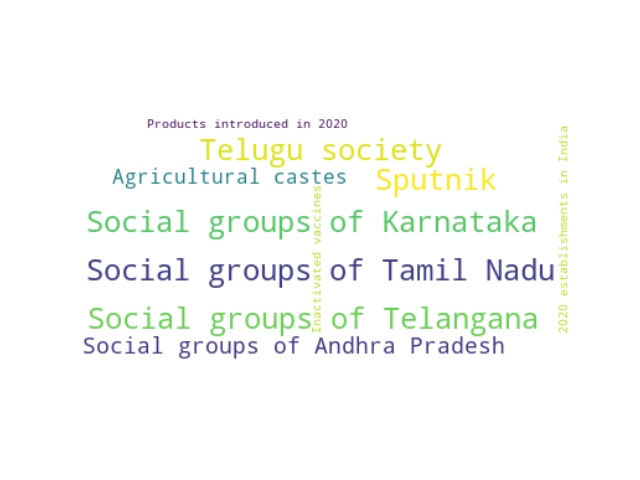 Products introduced in 2020
Telugu society
Agricultural castes
Sputnik
Social groups of Karnataka
Social groups of Tamil Nadu
Social groups of Telangana
Social groups of Andhra Pradesh
Inactivated vaccines
2020 establishments in India